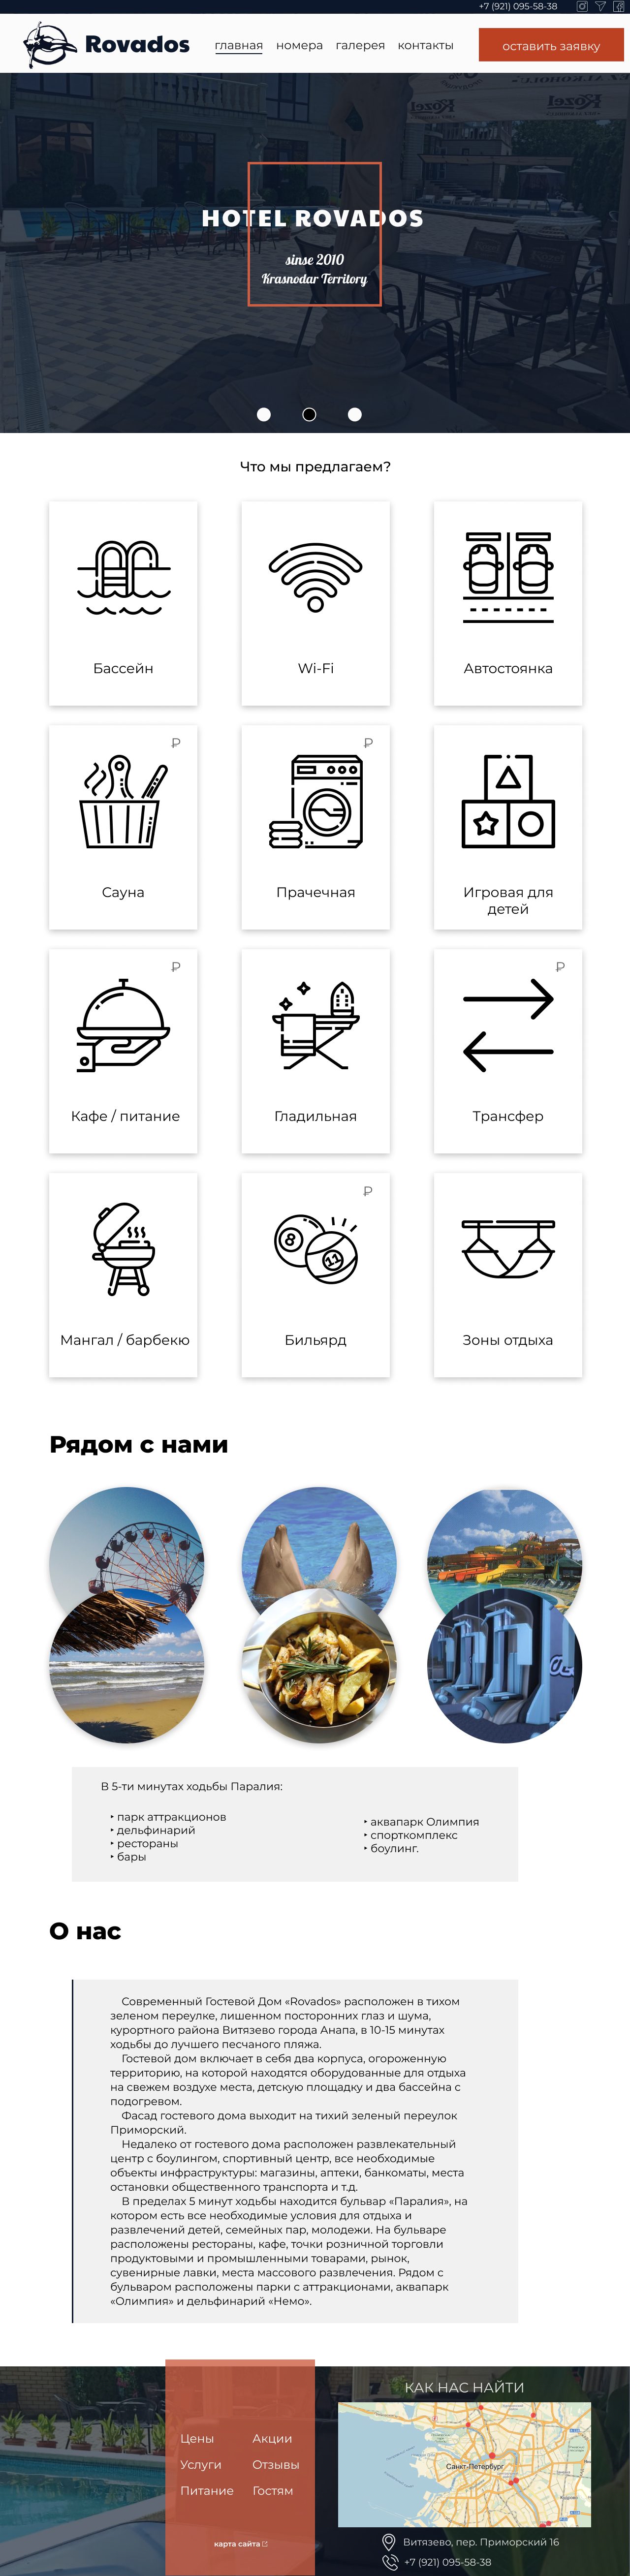 +7 (921) 095-58-38
Rovados
главная номера галерея контакты
оставить заявку
HOTEL ROVADOS
sinse 2010
Krasnodar Territory
Что мы предлагаем?
Бассейн
Wi-Fi
Автостоянка
₽
₽
Сауна
Прачечная
Игровая для
детей
₽
₽
Кафе / питание
Гладильная
Трансфер
₽
8
11
Мангал / барбекю
Бильярд
Зоны отдыха
Рядом с нами
В 5-ти минутах ходьбы Паралия:
‣ парк аттракционов
‣ дельфинарий
‣ рестораны
‣ бары
‣ аквапарк Олимпия
‣ спорткомплекс
‣ боулинг.
О нас
Современный Гостевой Дом «Rovados» расположен в тихом
зеленом переулке, лишенном посторонних глаз и шума,
курортного района Витязево города Анапа, в 10-15 минутах
ходьбы до лучшего песчаного пляжа.
Гостевой дом включает в себя два корпуса, огороженную
территорию, на которой находятся оборудованные для отдыха
на свежем воздухе места, детскую площадку и два бассейна с
подогревом.
Фасад гостевого дома выходит на тихий зеленый переулок
Приморский.
Недалеко от гостевого дома расположен развлекательный
центр с боулингом, спортивный центр, все необходимые
объекты инфраструктуры: магазины, аптеки, банкоматы, места
остановки общественного транспорта и т.д.
В пределах 5 минут ходьбы находится бульвар «Паралия», на
котором есть все необходимые условия для отдыха и
развлечений детей, семейных пар, молодежи. На бульваре
расположены рестораны, кафе, точки розничной торговли
продуктовыми и промышленными товарами, рынок,
сувенирные лавки, места массового развлечения. Рядом с
бульваром расположены парки с аттракционами, аквапарк
«Олимпия» и дельфинарий «Немо».
КАК НАС НАЙТИ
Цены
Акции
Услуги
Отзывы
Питание
Гостям
карта сайта
Санкт-Петербург
Витязево, пер. Приморский 16
+7 (921) 095-58-38